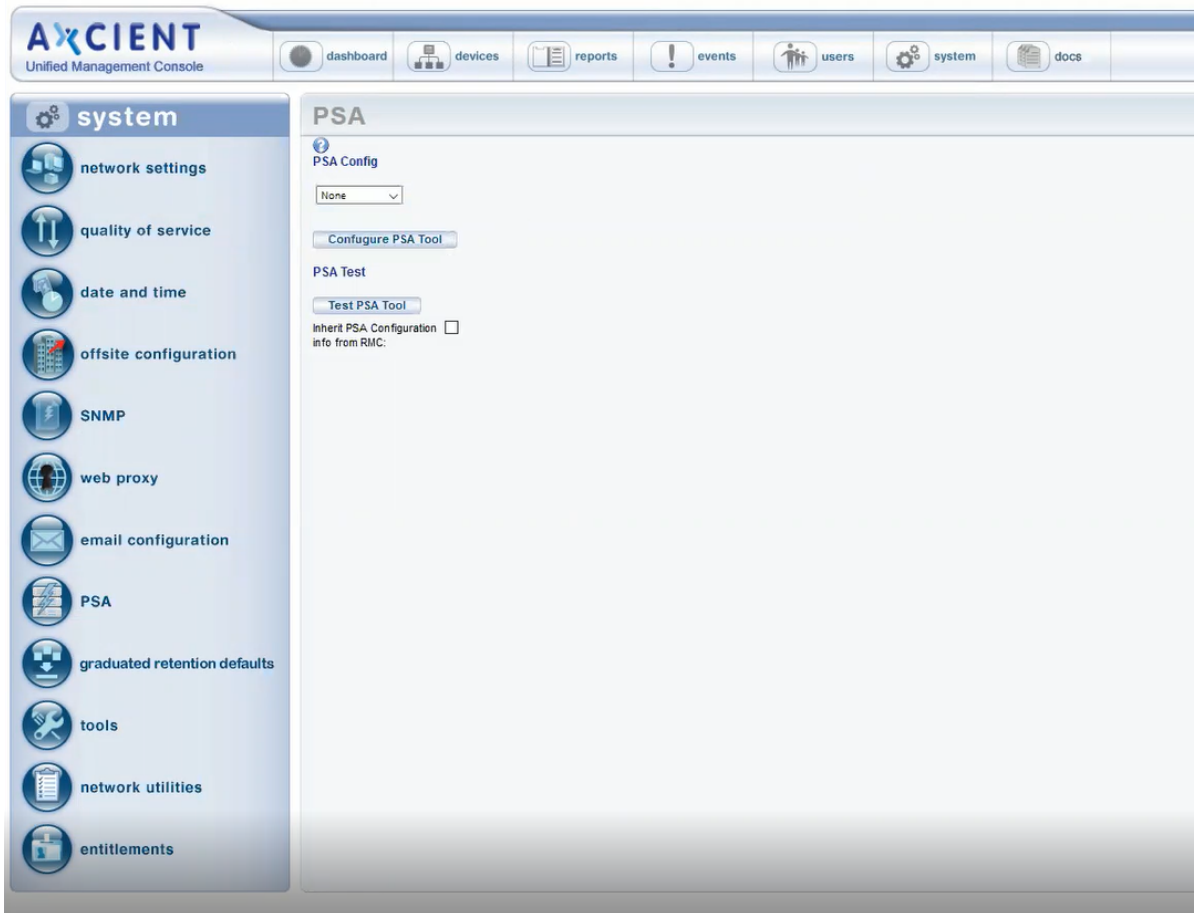 AXCIENT
Unified Management Console
dashboard
devices
reports
events
users
system
docs
system
network settings
quality of service
date and time
offsite configuration
SNMP
web proxy
email configuration
PSA
graduated retention defaults
tools
network utilities
entitlements
PSA
?
PSA Config
None
Confugure PSA Tool
PSA Test
Test PSA Tool
Inherit PSA Configuration
info from RMC: